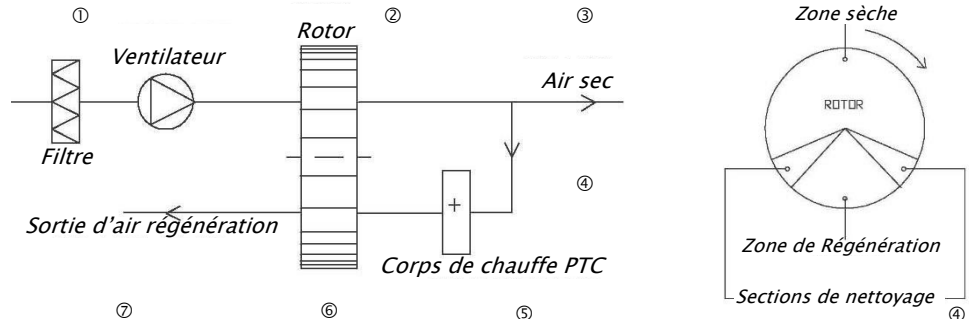 ① ② ③
Rotor
Ventilateur
Air sec
Filtre
④
+
Sortie d'air régénération
Corps de chauffe PTC
⑦ ⑥ ⑤
Zone sèche
ROTOR
Zone de Régénération
Sections de nettoyage
④